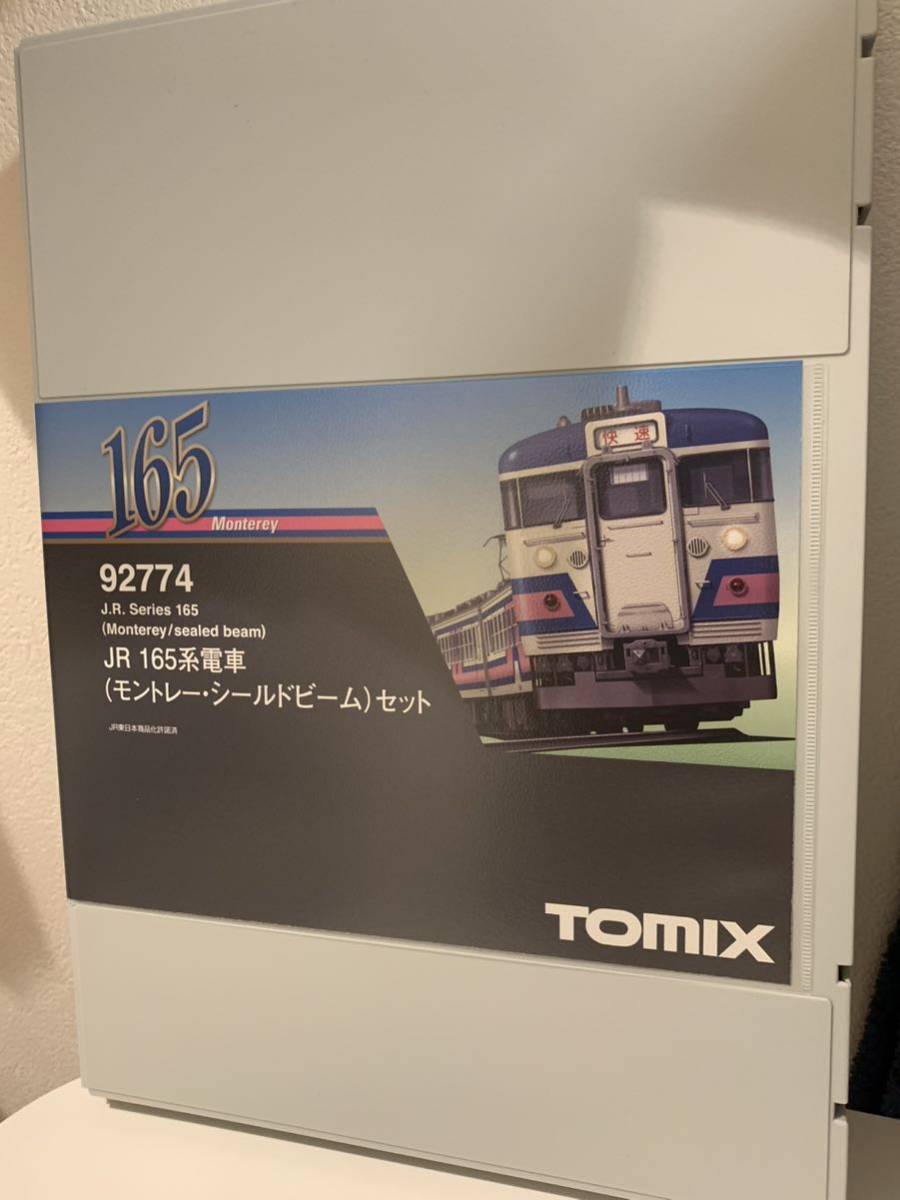 165
Monterey
快速
92774
J.R. Series 165
(Monterey/sealed beam)
JR 165系電車
(モントレー・シールドビーム)セット
JR東日本商品化許諾済
TOMIX